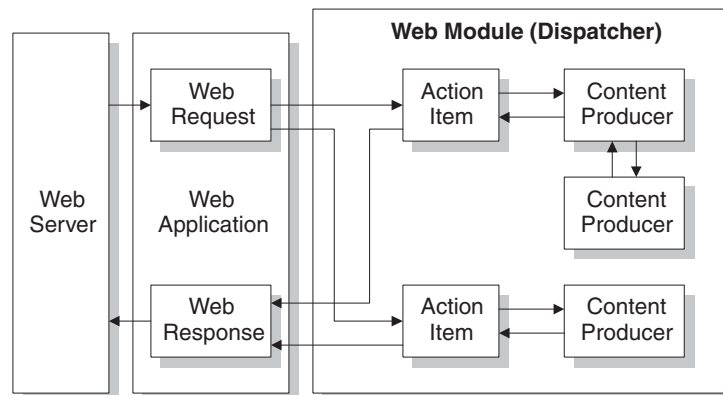 Web Module (Dispatcher)
Web
Request
Action
Item
Content
Producer
Web
Server
Web
Application
Content
Producer
Web
Response
Action
Item
Content
Producer